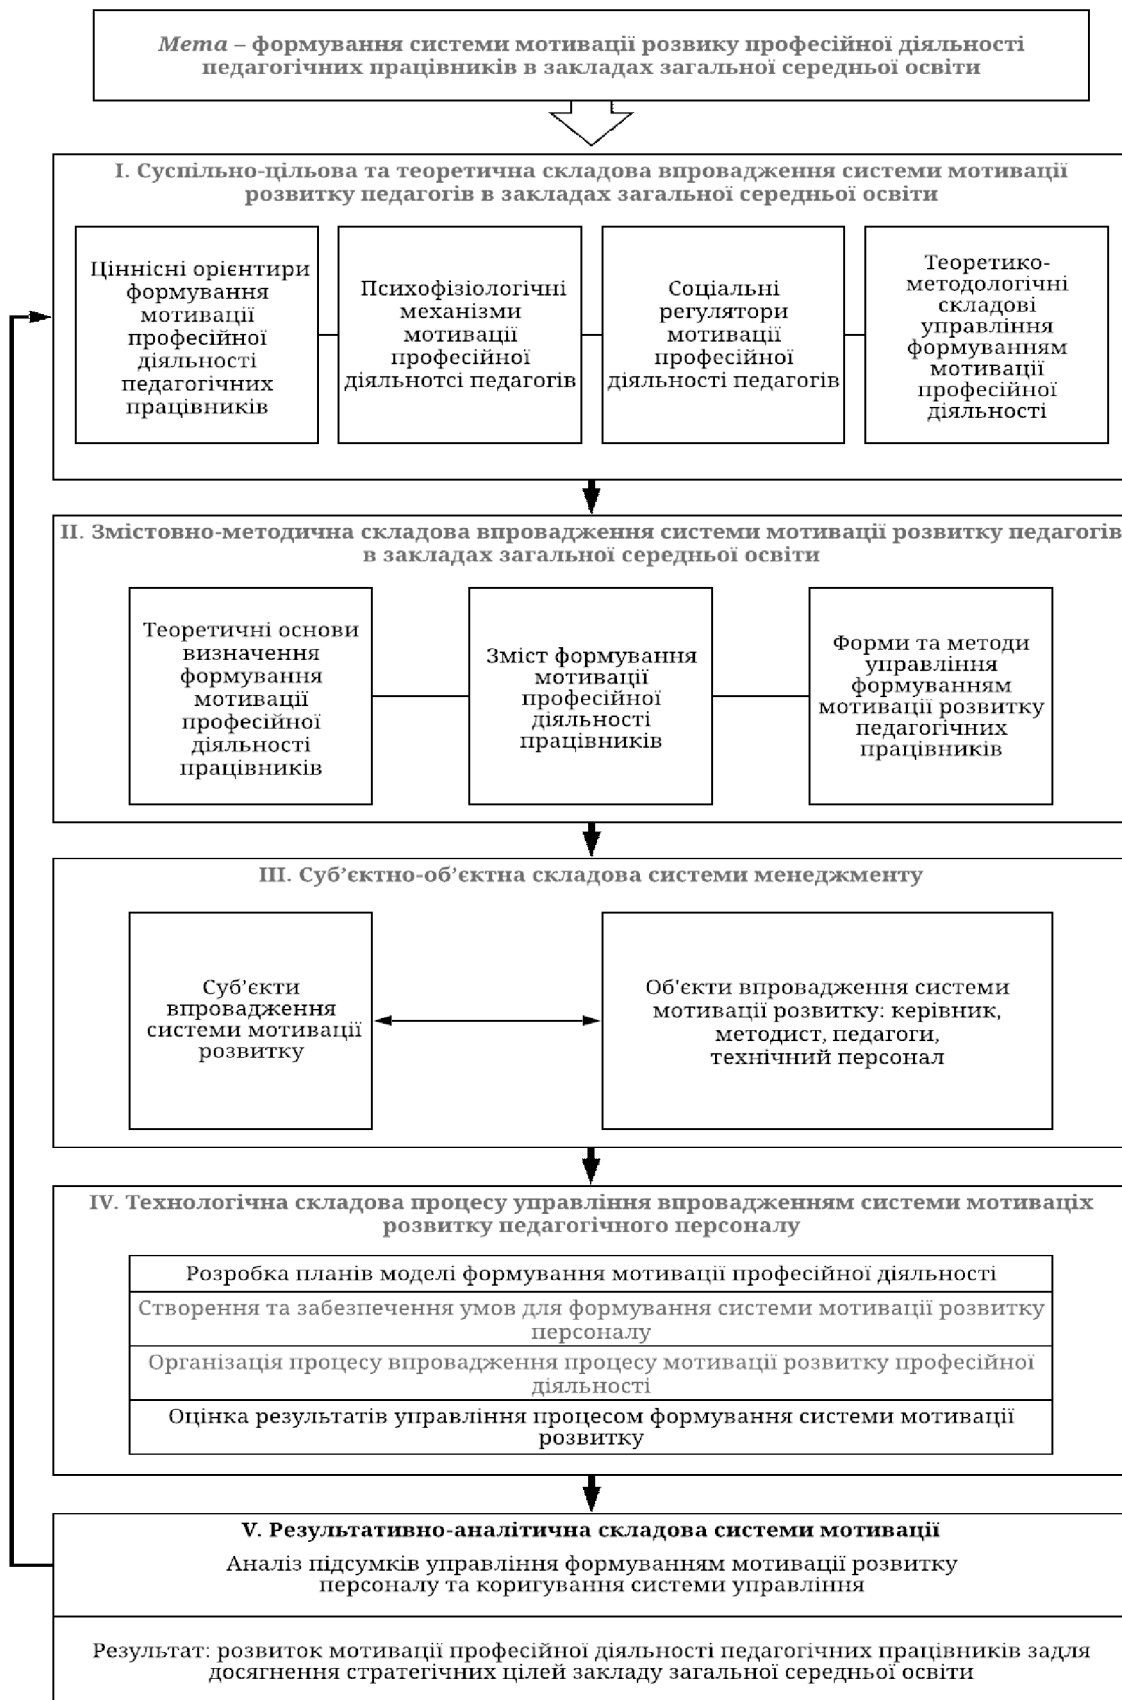 Мета – формування системи мотивації розвику професійної діяльності
педагогічних працівників в закладах загальної середньої освіти
I. Суспільно-цільова та теоретична складова впровадження системи мотивації
розвитку педагогів в закладах загальної середньої освіти
Ціннісні орієнтири
формування
мотивації
професійної
діяльності
педагогічних
працівників
Психофізіологічні
механізми
мотивації
професійної
діяльнотсі педагогів
Соціальні
регулятори
мотивації
професійної
діяльності педагогів
Теоретико-
методологічні
складові
управління
формуванням
мотивації
професійної
діяльності
II. Змістовно-методична складова впровадження системи мотивації розвитку педагогів
в закладах загальної середньої освіти
Теоретичні основи
визначення
формування
мотивації
професійної
діяльності
працівників
Зміст формування
мотивації
професійної
діяльності
працівників
Форми та методи
управління
формуванням
мотивації розвитку
педагогічних
працівників
III. Суб’єктно-об’єктна складова системи менеджменту
Суб’єкти
впровадження
системи мотивації
розвитку
Об'єкти впровадження системи
мотивації розвитку: керівник,
методист, педагоги,
технічний персонал
IV. Технологічна складова процесу управління впровадженням системи мотиваціх
розвитку педагогічного персоналу
Розробка планів моделі формування мотивації професійної діяльності
Створення та забезпечення умов для формування системи мотивації розвитку
персоналу
Організація процесу впровадження процесу мотивації розвитку професійної
діяльності
Оцінка результатів управління процесом формування системи мотивації
розвитку
V. Результативно-аналітична складова системи мотивації
Аналіз підсумків управління формуванням мотивації розвитку
персоналу та коригування системи управління
Результат: розвиток мотивації професійної діяльності педагогічних працівників задля
досягнення стратегічних цілей закладу загальної середньої освіти